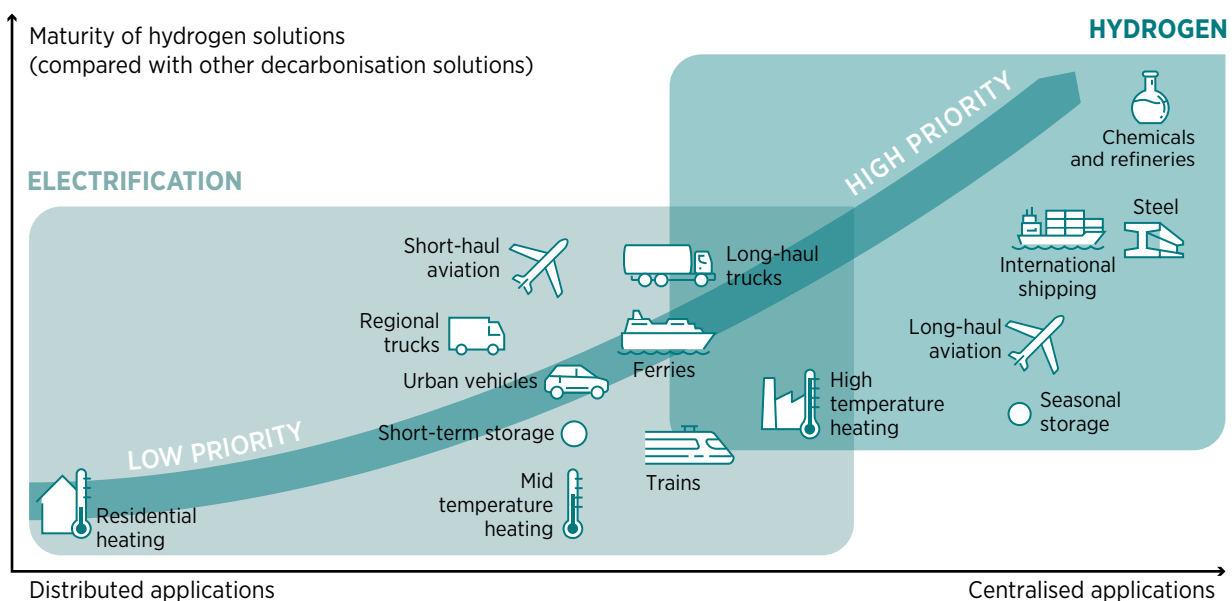 Maturity of hydrogen solutions
(compared with other decarbonisation solutions)
HYDROGEN
ELECTRIFICATION
HIGH PRIORITY
LOW PRIORITY
Chemicals
and refineries
Steel
International
shipping
Short-haul
aviation
Long-haul
trucks
Regional
trucks
Long-haul
aviation
Urban vehicles
Ferries
High
temperature
heating
Seasonal
storage
Short-term storage
Trains
Mid
temperature
heating
Residential
heating
Distributed applications
Centralised applications